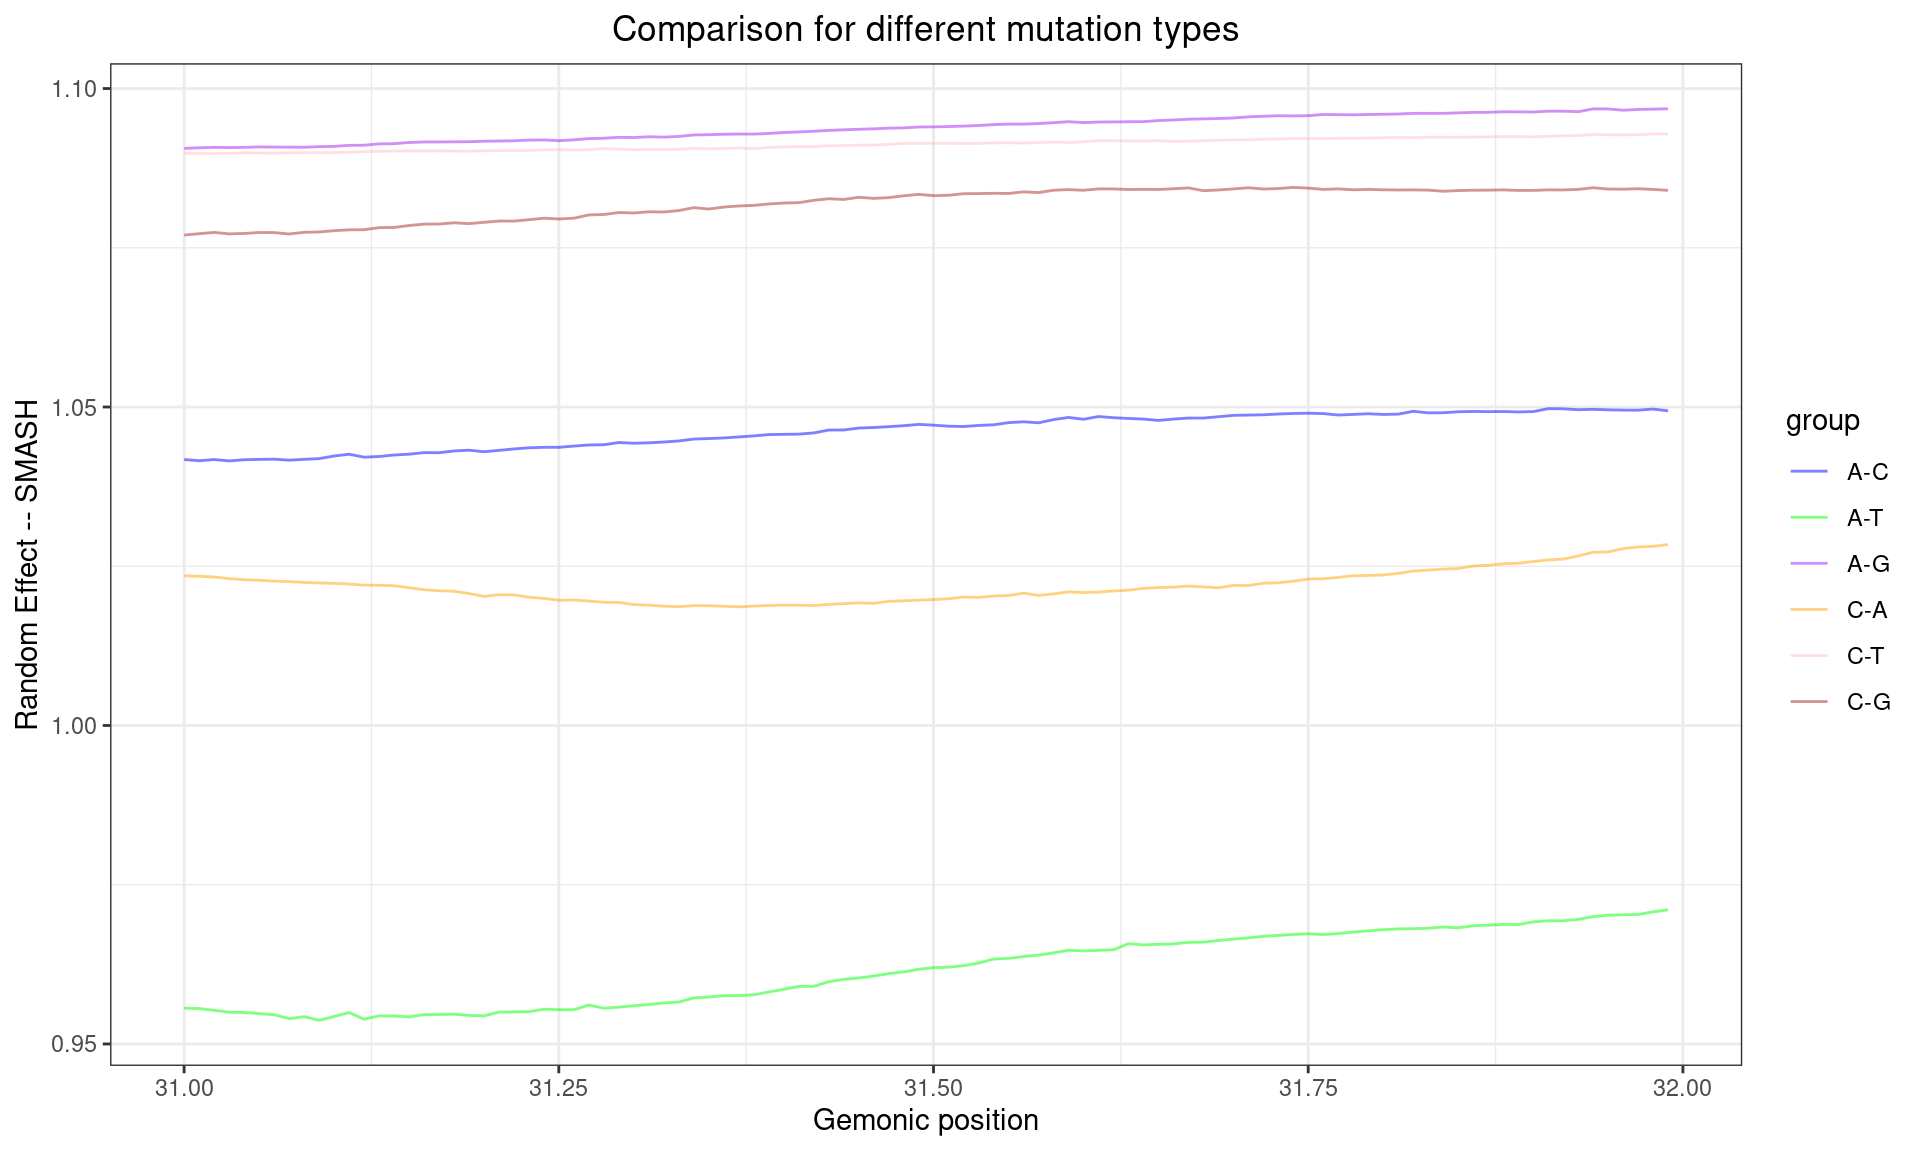 Comparison for different mutation types
Random Effect -- SMASH
1.10
1.05
1.00
0.95
31.00
31.25
31.50
31.75
32.00
Gemonic position
group
A-C
A-T
A-G
C-A
C-T
C-G